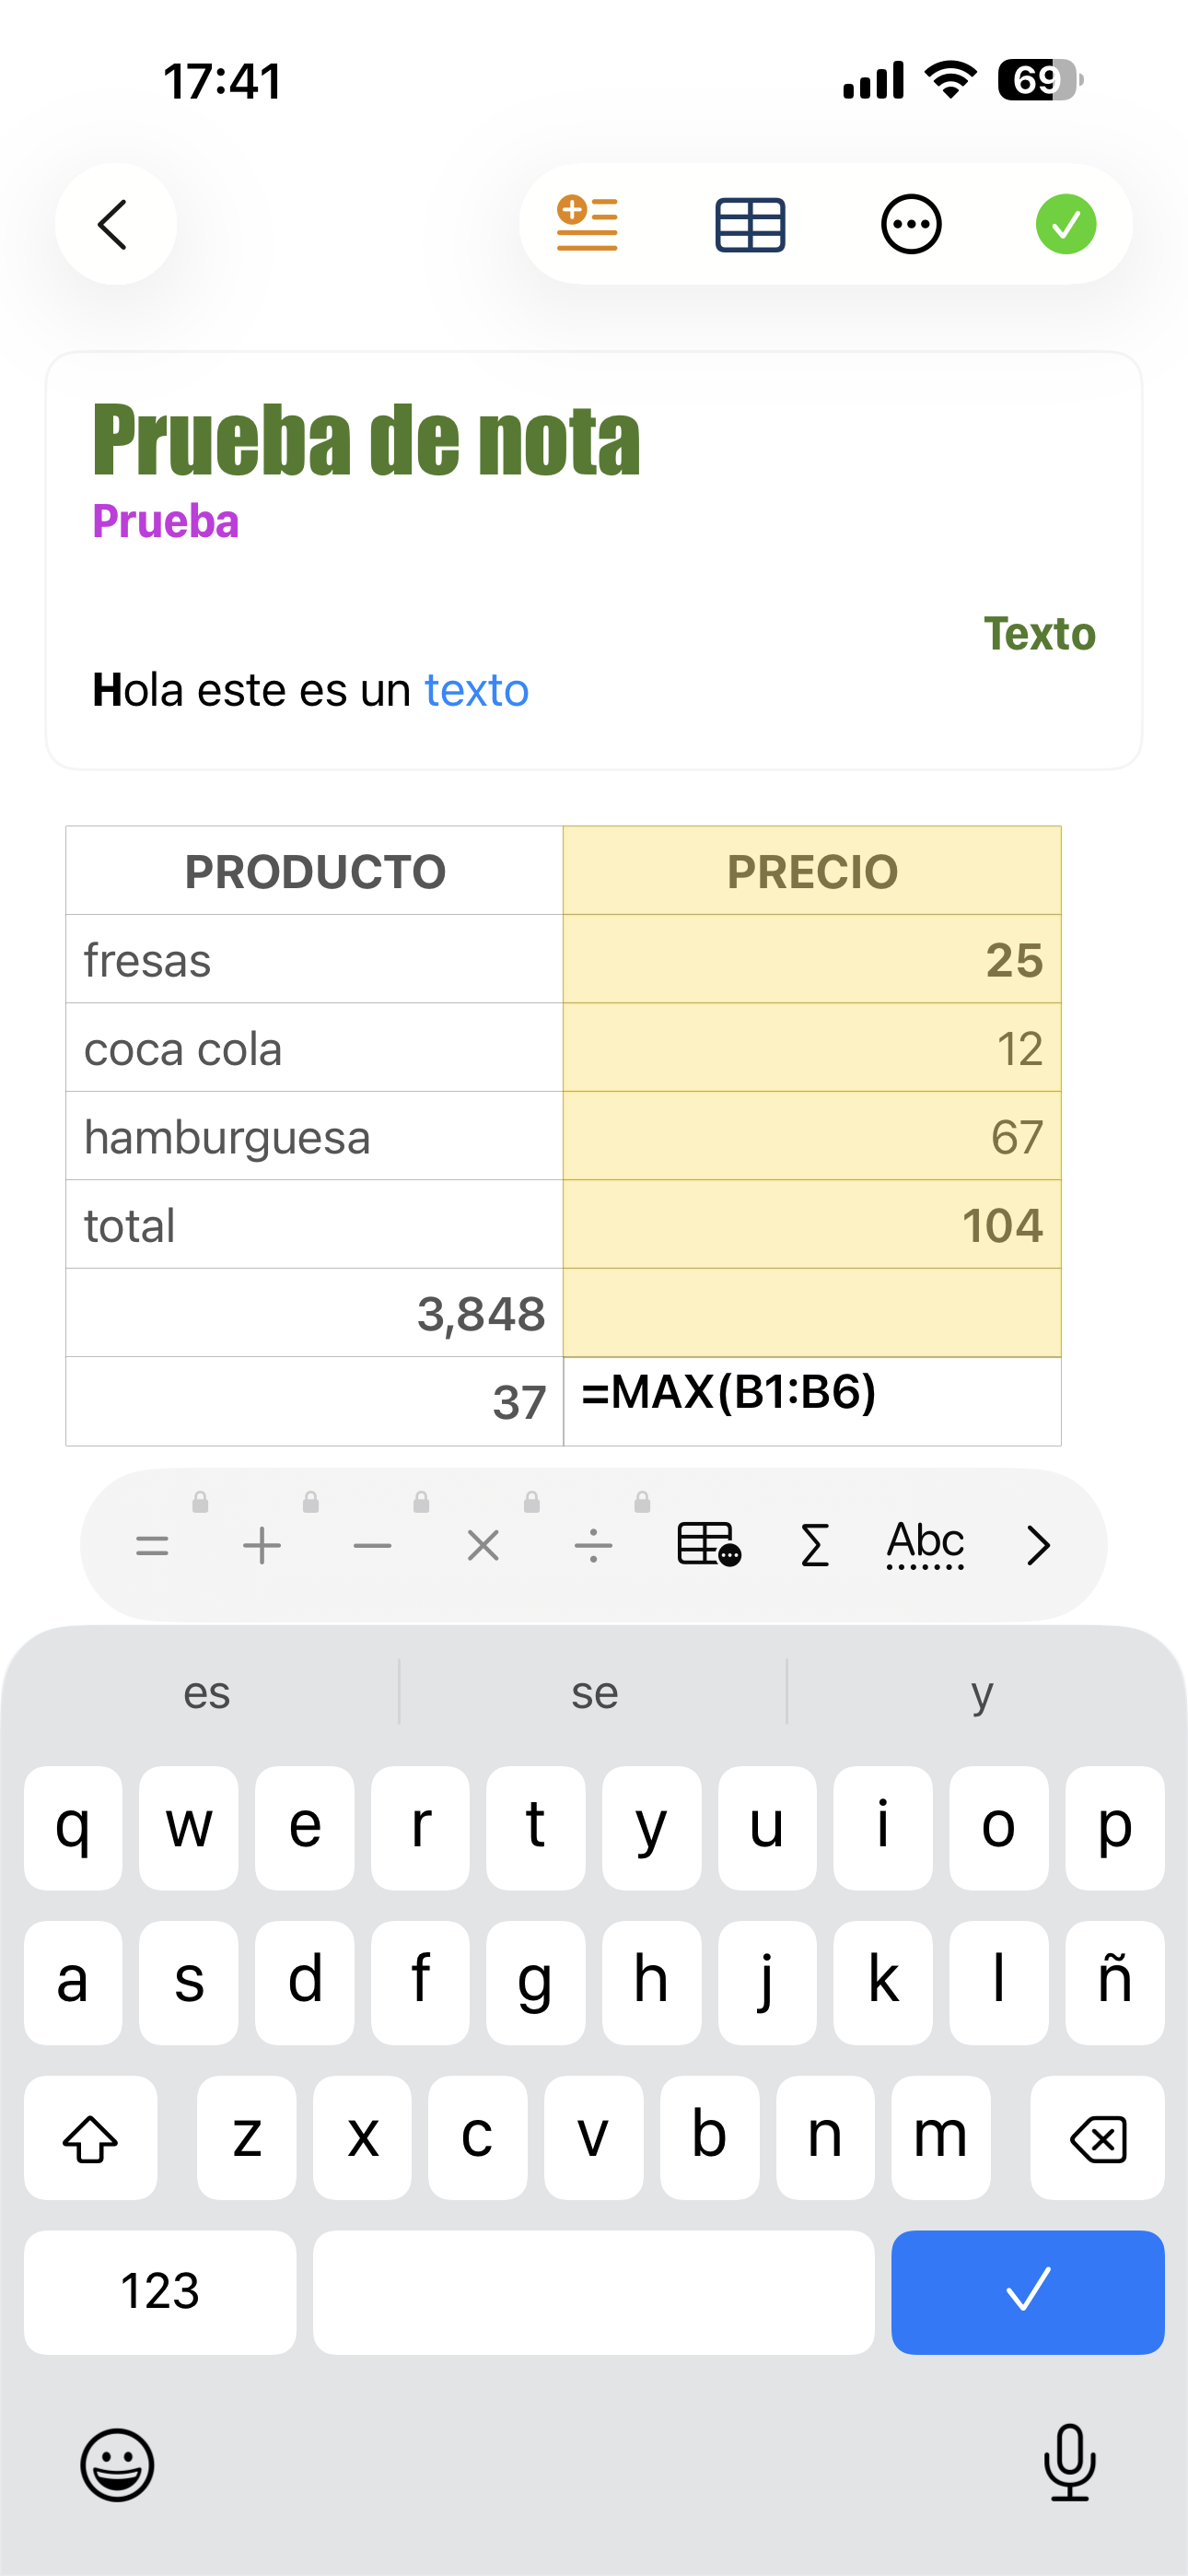 17:41
69
Prueba de nota
Prueba
Texto
Hola este es un texto
PRODUCTO PRECIO
fresas 25
coca cola 12
hamburguesa 67
total 104
3,848
37 =MAX(B1:B6)
= + − × ÷ Σ Abc
es se y
q w e r t y u i o p
a s d f g h j k l ñ
z x c v b n m
123